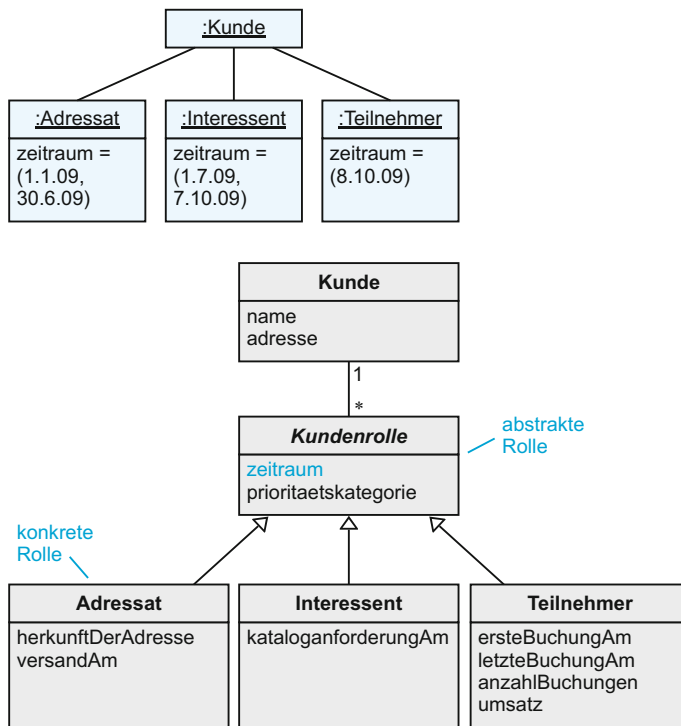 :Kunde
:Adressat
zeitraum =
(1.1.09,
30.6.09)
:Interessent
zeitraum =
(1.7.09,
7.10.09)
:Teilnehmer
zeitraum =
(8.10.09)
Kunde
name
adresse
1
*
Kundenrolle
zeitraum
prioritaetskategorie
abstrakte
Rolle
konkrete
Rolle
Adressat
herkunftDerAdresse
versandAm
Interessent
kataloganforderungAm
Teilnehmer
ersteBuchungAm
letzteBuchungAm
anzahlBuchungen
umsatz